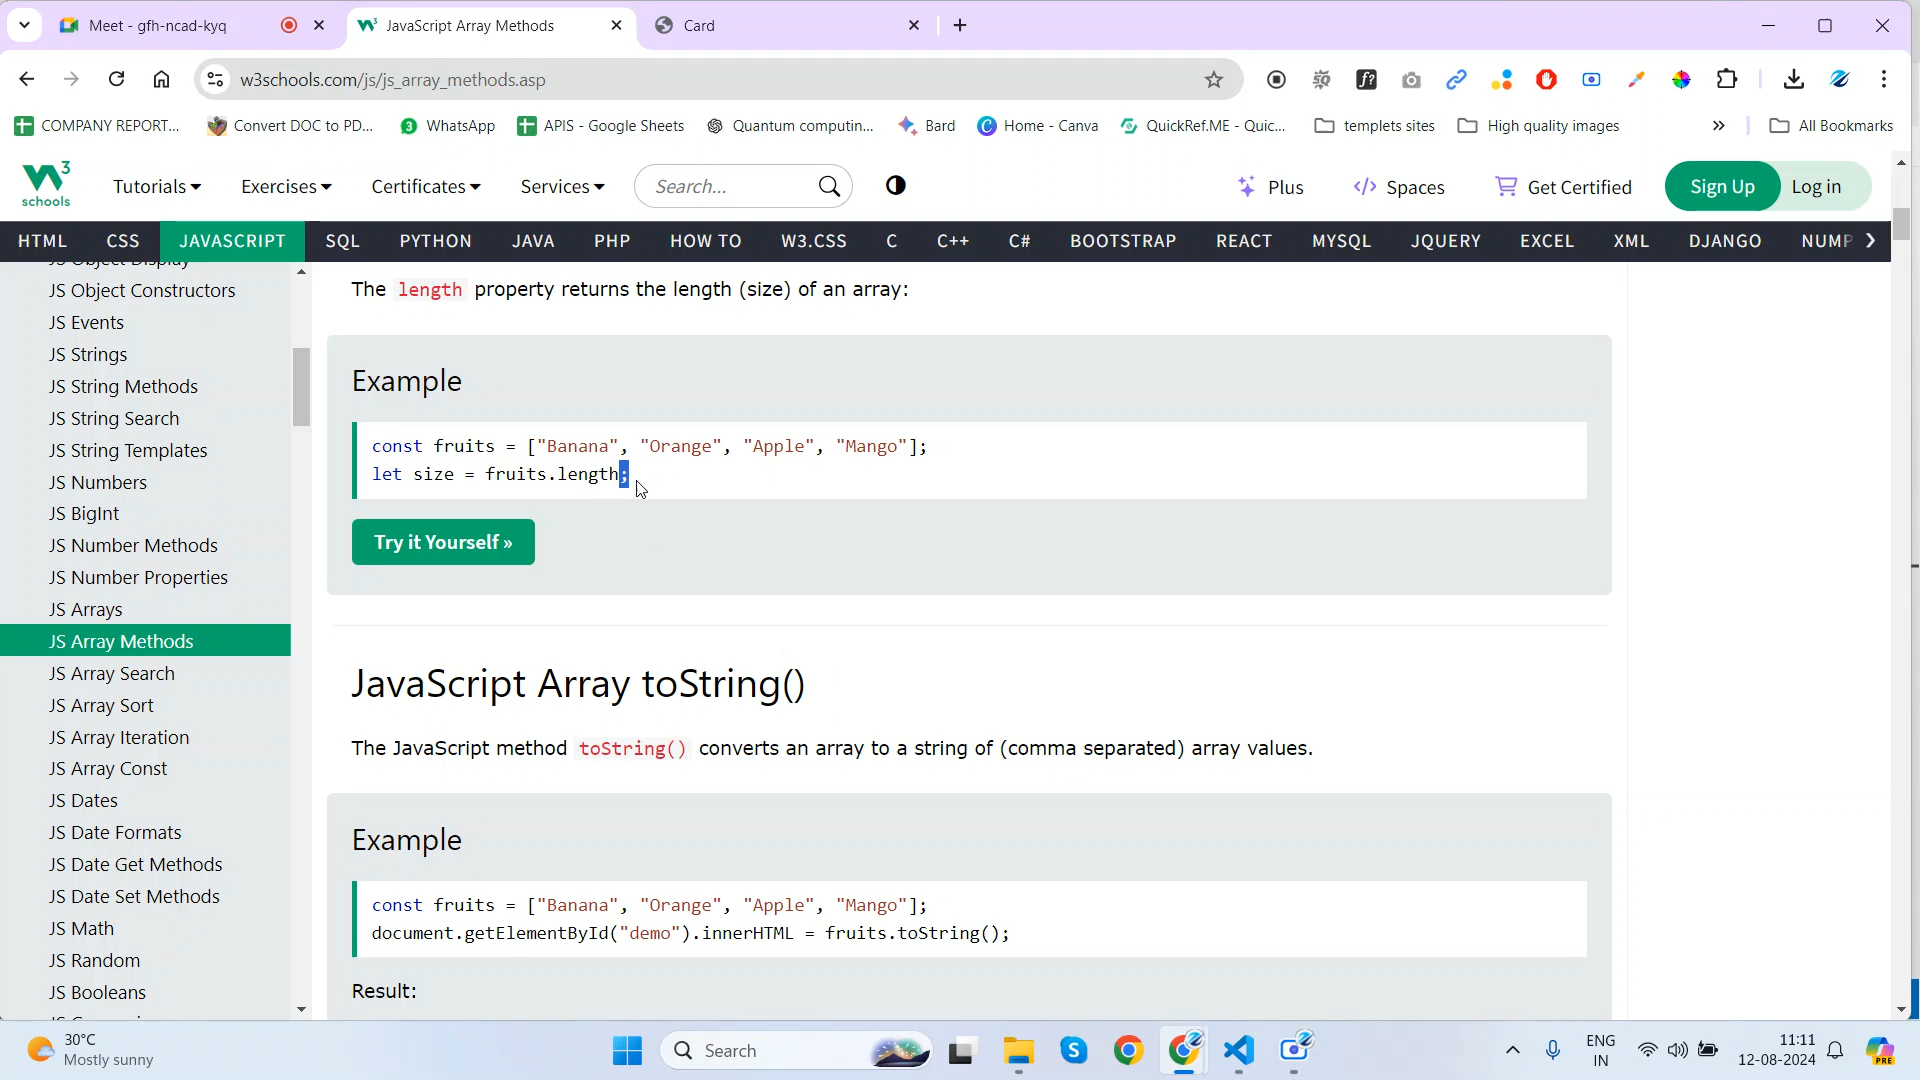 Meet - gfh-ncad-kyq
JavaScript Array Methods
Card
w3schools.com/js/js_array_methods.asp
COMPANY REPORT...
Convert DOC to PD...
WhatsApp
APIS - Google Sheets
Quantum computin...
Bard
Home - Canva
QuickRef.ME - Quic...
templets sites
High quality images
»
All Bookmarks
W3 schools
Tutorials
Exercises
Certificates
Services
Search...
Plus
Spaces
Get Certified
Sign Up
Log in
HTML CSS JAVASCRIPT SQL PYTHON JAVA PHP HOW TO W3.CSS C C++ C# BOOTSTRAP REACT MYSQL JQUERY EXCEL XML DJANGO NUMP
JS Object Display
JS Object Constructors
JS Events
JS Strings
JS String Methods
JS String Search
JS String Templates
JS Numbers
JS BigInt
JS Number Methods
JS Number Properties
JS Arrays
JS Array Methods
JS Array Search
JS Array Sort
JS Array Iteration
JS Array Const
JS Dates
JS Date Formats
JS Date Get Methods
JS Date Set Methods
JS Math
JS Random
JS Booleans
The length property returns the length (size) of an array:
Example
const fruits = ["Banana", "Orange", "Apple", "Mango"];
let size = fruits.length;
Try it Yourself »
JavaScript Array toString()
The JavaScript method toString() converts an array to a string of (comma separated) array values.
Example
const fruits = ["Banana", "Orange", "Apple", "Mango"];
document.getElementById("demo").innerHTML = fruits.toString();
Result:
30°C
Mostly sunny
Search
ENG
IN
11:11
12-08-2024
PRE